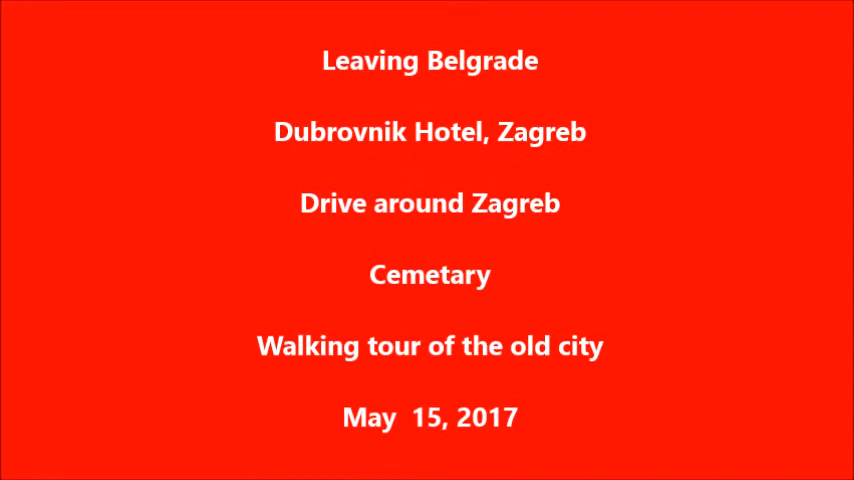 Leaving Belgrade
Dubrovnik Hotel, Zagreb
Drive around Zagreb
Cemetary
Walking tour of the old city
May  15, 2017